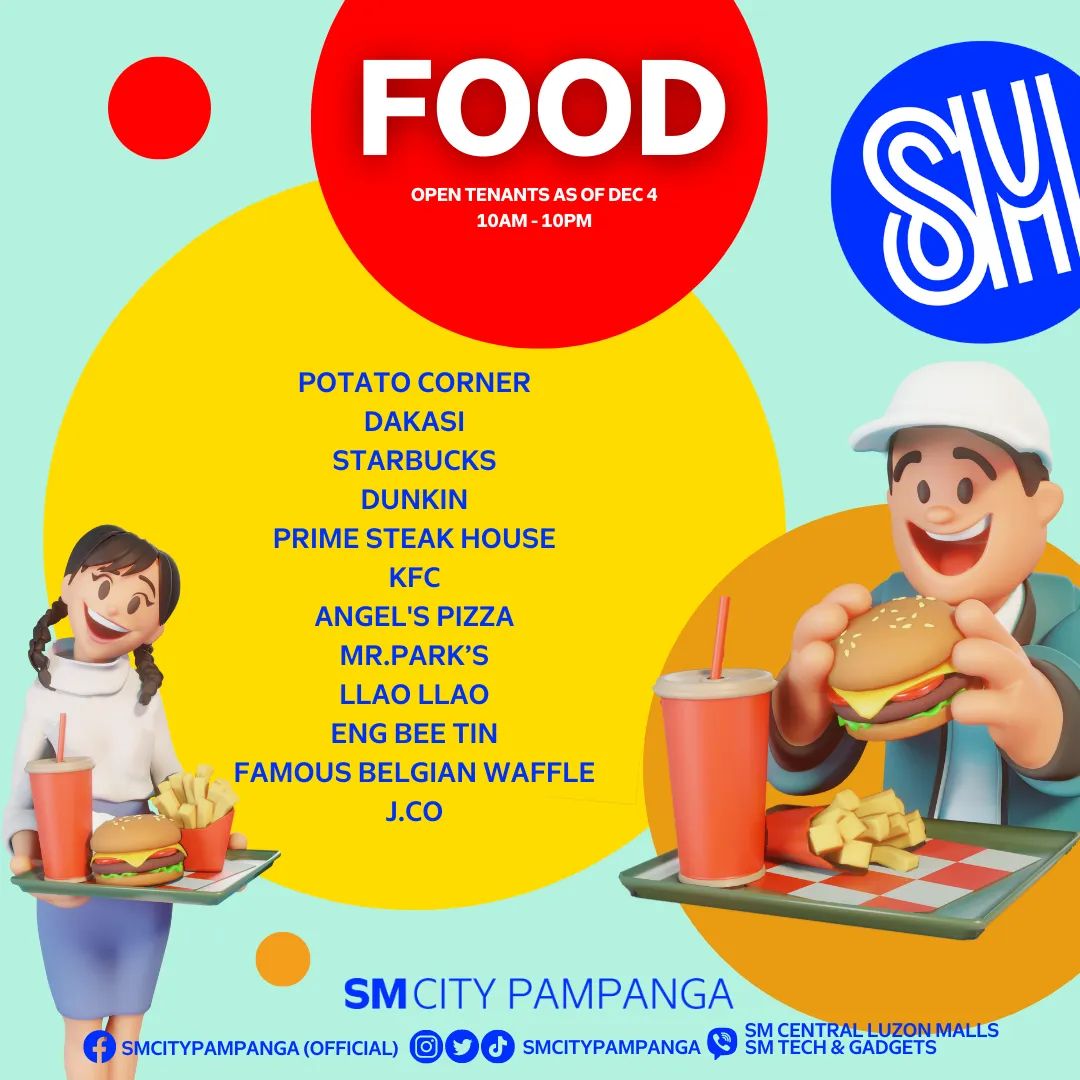 FOOD
OPEN TENANTS AS OF DEC 4
10AM - 10PM
SM
POTATO CORNER
DAKASI
STARBUCKS
DUNKIN
PRIME STEAK HOUSE
KFC
ANGEL'S PIZZA
MR.PARK’S
LLAO LLAO
ENG BEE TIN
FAMOUS BELGIAN WAFFLE
J.CO
SM CITY PAMPANGA
SMCITYPAMPANGA (OFFICIAL)
SMCITYPAMPANGA
SM CENTRAL LUZON MALLS
SM TECH & GADGETS